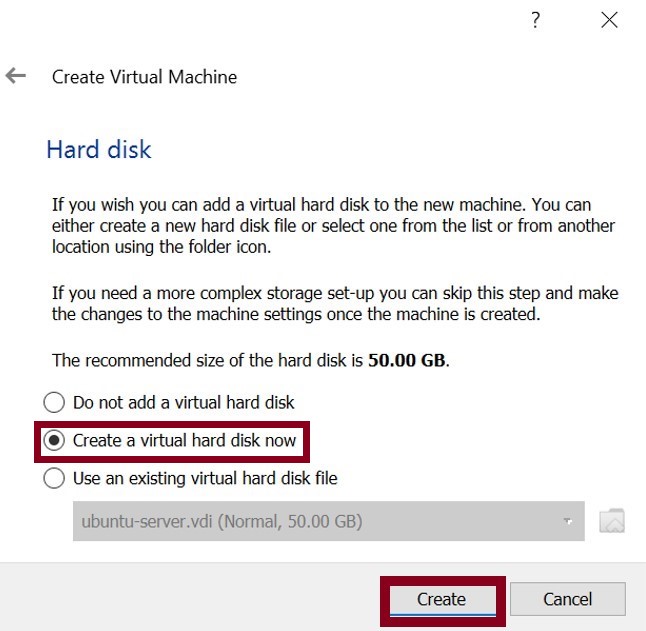 ?
Create Virtual Machine
Hard disk
If you wish you can add a virtual hard disk to the new machine. You can
either create a new hard disk file or select one from the list or from another
location using the folder icon.
If you need a more complex storage set-up you can skip this step and make
the changes to the machine settings once the machine is created.
The recommended size of the hard disk is 50.00 GB.
Do not add a virtual hard disk
Create a virtual hard disk now
Use an existing virtual hard disk file
ubuntu-server.vdi (Normal, 50.00 GB)
Create Cancel